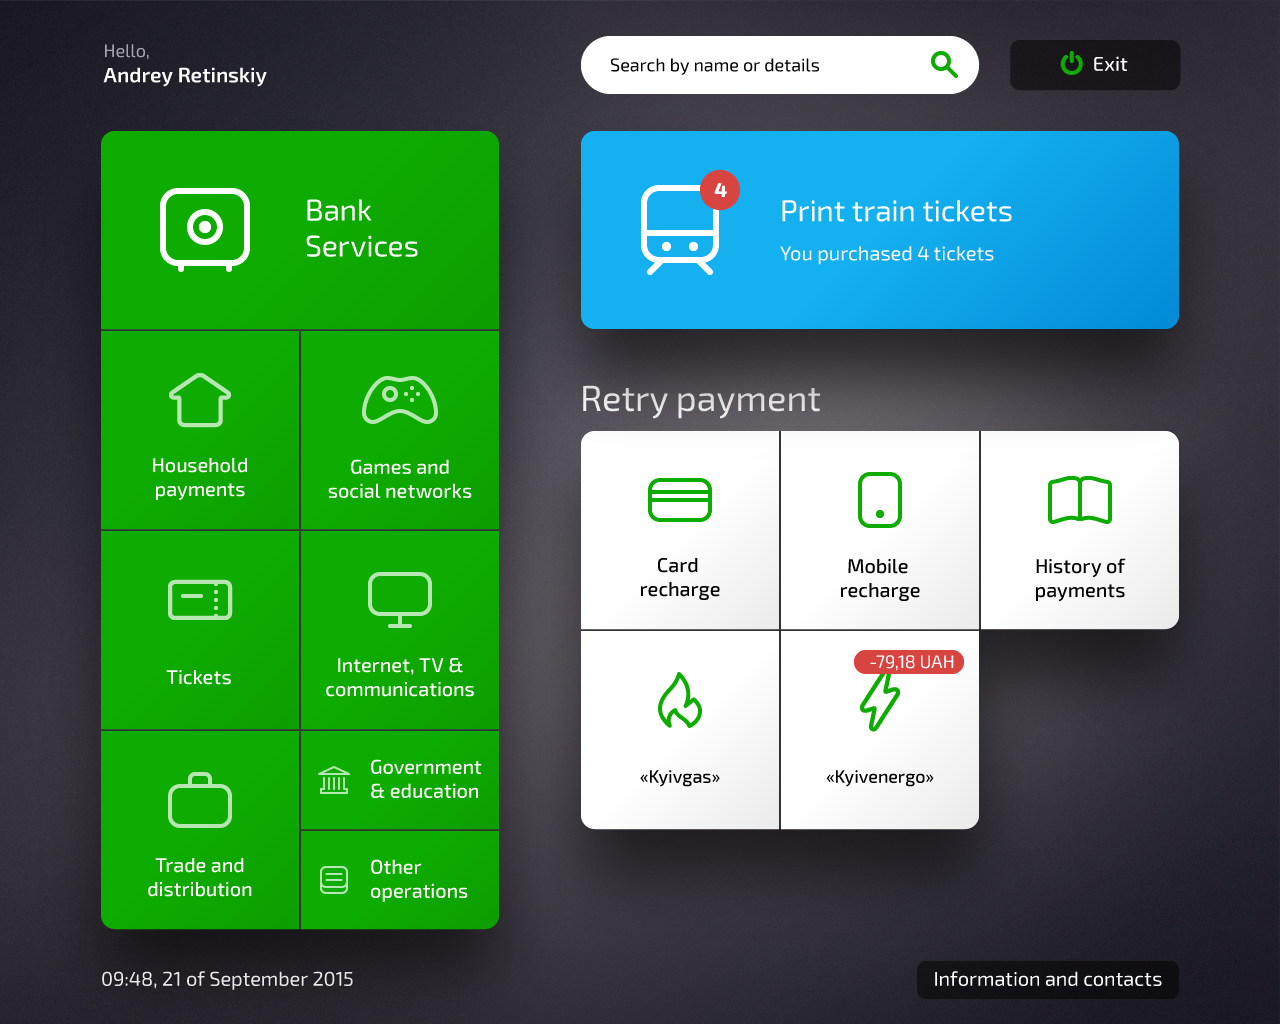 Hello,
Andrey Retinskiy
Search by name or details
Exit
Bank
Services
4
Print train tickets
You purchased 4 tickets
Household
payments
Games and
social networks
Tickets
Internet, TV &
communications
Trade and
distribution
Government
& education
Other
operations
Retry payment
Card
recharge
Mobile
recharge
History of
payments
«Kyivgas»
-79,18 UAH
«Kyivenergo»
09:48, 21 of September 2015
Information and contacts